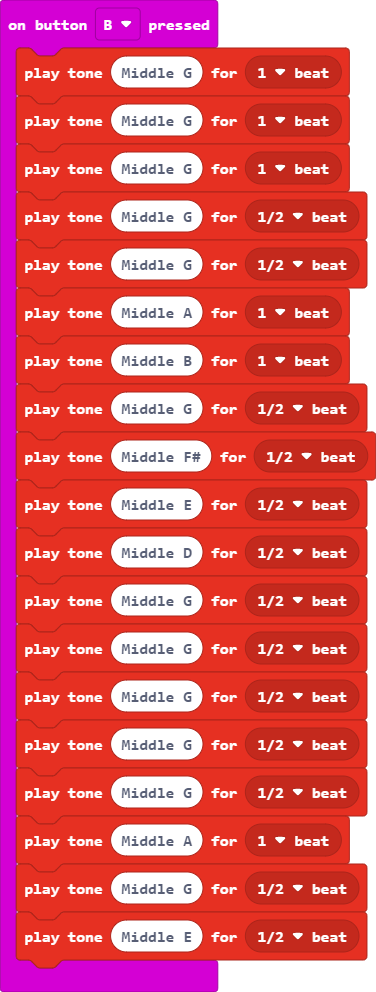 on button B pressed
play tone Middle G for 1 beat
play tone Middle G for 1 beat
play tone Middle G for 1 beat
play tone Middle G for 1/2 beat
play tone Middle G for 1/2 beat
play tone Middle A for 1 beat
play tone Middle B for 1 beat
play tone Middle G for 1/2 beat
play tone Middle F# for 1/2 beat
play tone Middle E for 1/2 beat
play tone Middle D for 1/2 beat
play tone Middle G for 1/2 beat
play tone Middle G for 1/2 beat
play tone Middle G for 1/2 beat
play tone Middle G for 1/2 beat
play tone Middle G for 1/2 beat
play tone Middle A for 1 beat
play tone Middle G for 1/2 beat
play tone Middle E for 1/2 beat